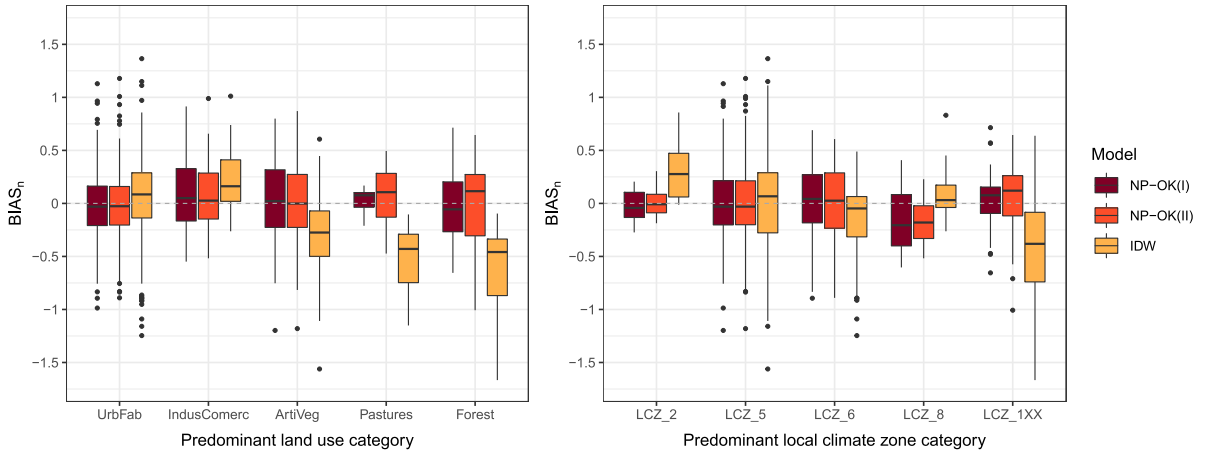 1.5
1
0.5
0
−0.5
−1
−1.5
BIASn
UrbFab IndusComerc ArtiVeg Pastures Forest
Predominant land use category
1.5
1
0.5
0
−0.5
−1
−1.5
BIASn
LCZ_2 LCZ_5 LCZ_6 LCZ_8 LCZ_1XX
Predominant local climate zone category
Model
NP−OK(I)
NP−OK(II)
IDW